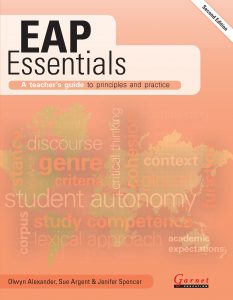 Second Edition
EAP
Essentials
A teacher's guide to principles and practice
discourse
critical thinking
cohesion
context
stance
genre
criteria
student autonomy
study competence
corpus
lexical approach
academic
expectations
Olwyn Alexander, Sue Argent & Jenifer Spencer
Garnet
EDUCATION